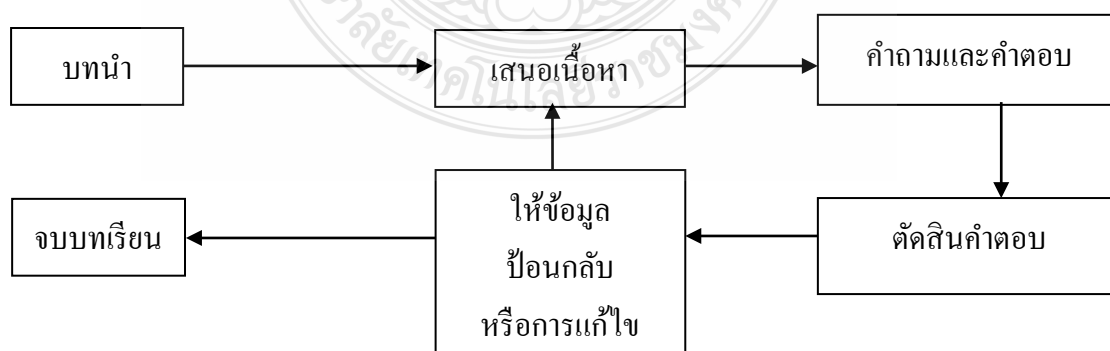 บทนำ
เสนอเนื้อหา
คำถามและคำตอบ
จบบทเรียน
ให้ข้อมูล
ป้อนกลับ
หรือการแก้ไข
ตัดสินคำตอบ